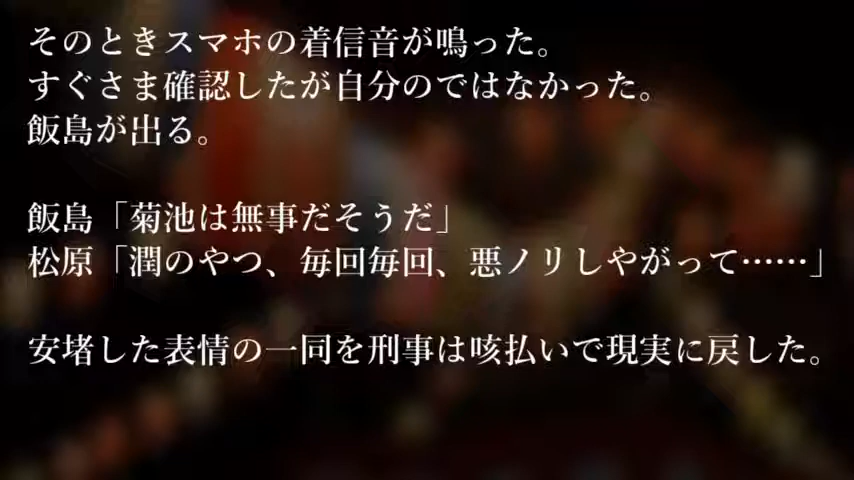 そのときスマホの着信音が鳴った。
すぐさま確認したが自分のではなかった。
飯島が出る。
飯島「菊池は無事だそうだ」
松原「潤のやつ、毎回毎回、悪ノリしやがって……」
安堵した表情の一同を刑事は咳払いで現実に戻した。